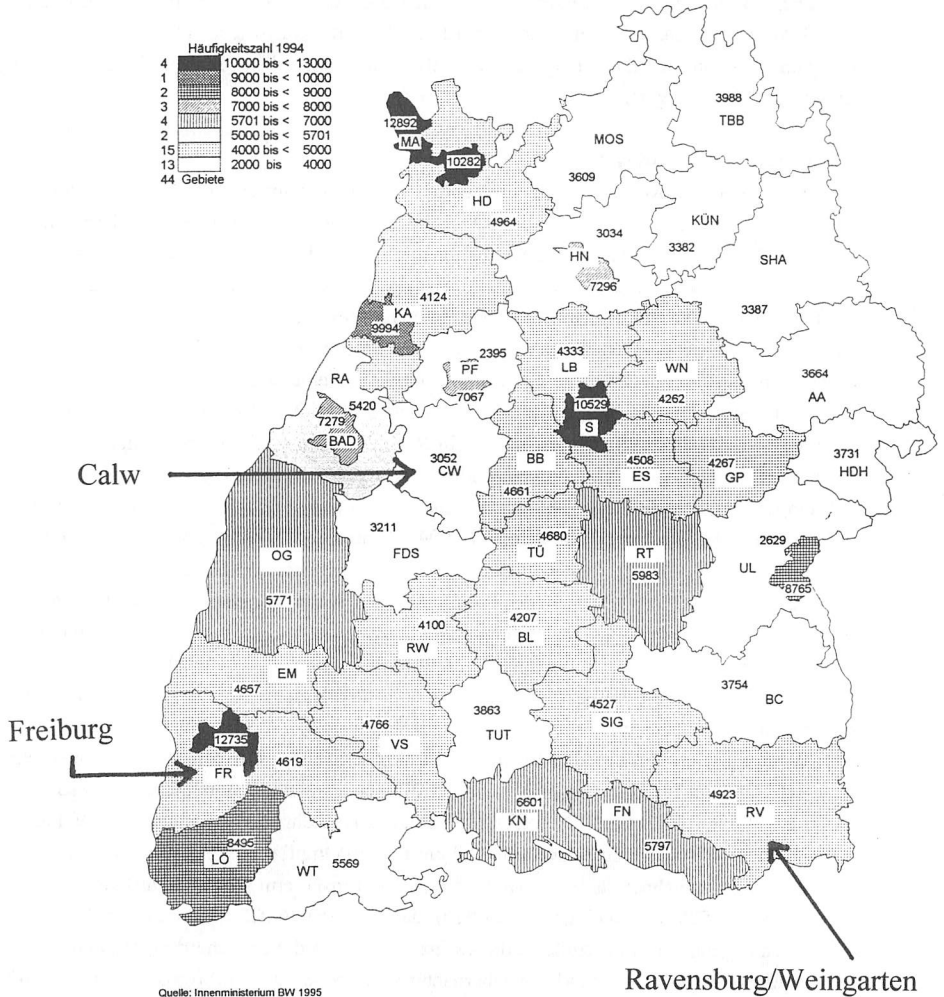 Häufigkeitszahl 1994
4 10000 bis < 13000
1 9000 bis < 10000
2 8000 bis < 9000
3 7000 bis < 8000
4 5701 bis < 7000
2 5000 bis < 5701
15 4000 bis < 5000
13 2000 bis 4000
44 Gebiete
3988
TBB
12892
MA
MOS
10282
3609
HD
4964
KÜN
3034
3382
HN
7296
SHA
4124
KA
9994
3387
2395
PF
7067
4333
LB
WN
4262
3664
AA
RA
5420
7279
BAD
10529
S
Calw
3052
CW
BB
4661
4508
ES
4267
GP
3731
HDH
3211
FDS
4680
TÜ
RT
5983
2629
UL
8765
OG
5771
4100
RW
4207
BL
EM
4657
3754
BC
Freiburg
12735
FR
4619
4766
VS
3863
TUT
4527
SIG
6601
KN
FN
5797
4923
RV
8495
LÖ
WT 5569
Ravensburg/Weingarten
Quelle: Innenministerium BW 1995